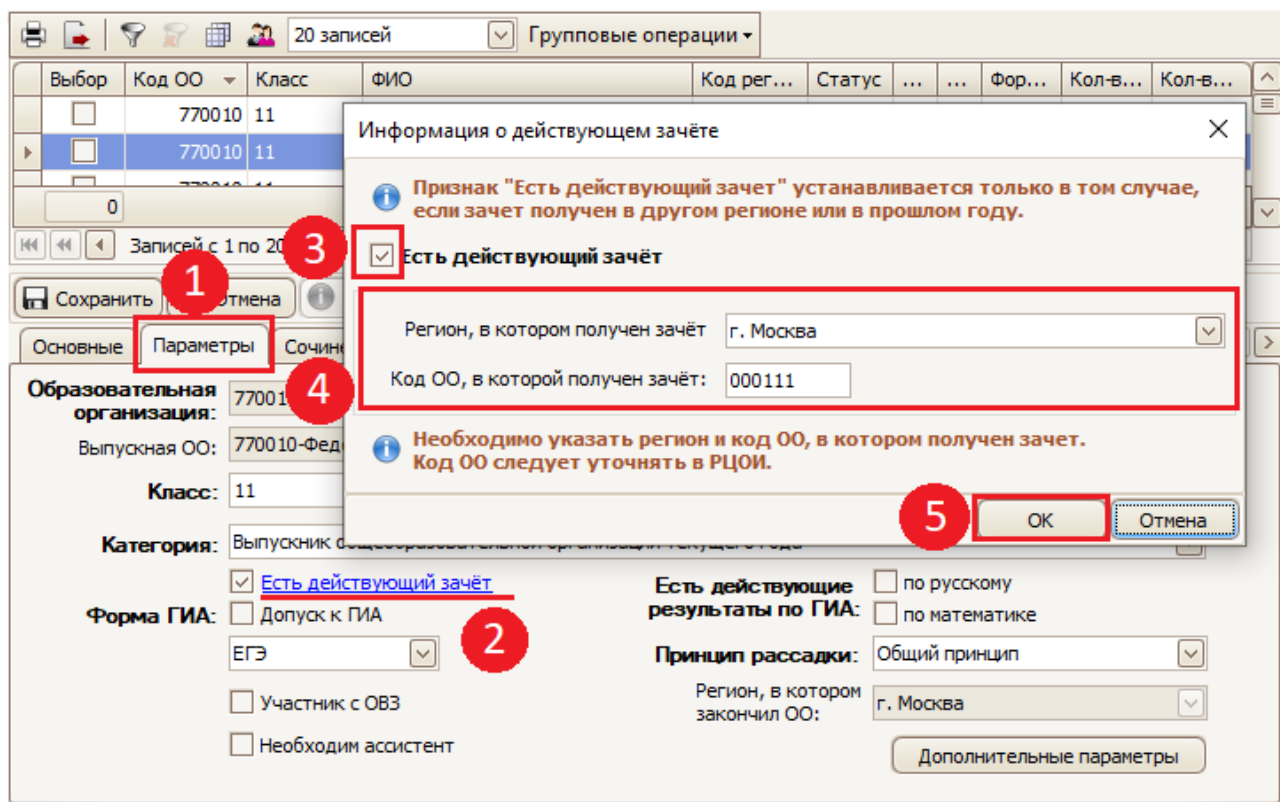 20 записей Групповые операции
Выбор Код ОО Класс ФИО Код рег... Статус ... ... Фор... Кол-в... Кол-в...
770010 11
770010 11
0
Записей с 1 по 20
Информация о действующем зачёте
Признак "Есть действующий зачет" устанавливается только в том случае,
если зачет получен в другом регионе или в прошлом году.
3
Есть действующий зачёт
1
Сохранить Отмена
Регион, в котором получен зачёт г. Москва
Основные Параметры
4
Код ОО, в которой получен зачёт: 000111
Необходимо указать регион и код ОО, в котором получен зачет.
Код ОО следует уточнять в РЦОИ.
5
ОК Отмена
Образовательная
организация:
Выпускная ОО: 770010-Фед
Класс: 11
Категория: Выпускник общеобразовательной организации текущего года
Есть действующий зачёт
Форма ГИА: Допуск к ГИА
ЕГЭ
2
Участник с ОВЗ
Необходим ассистент
Есть действующие
результаты по ГИА:
по русскому
по математике
Принцип рассадки: Общий принцип
Регион, в котором
закончил ОО:
г. Москва
Дополнительные параметры